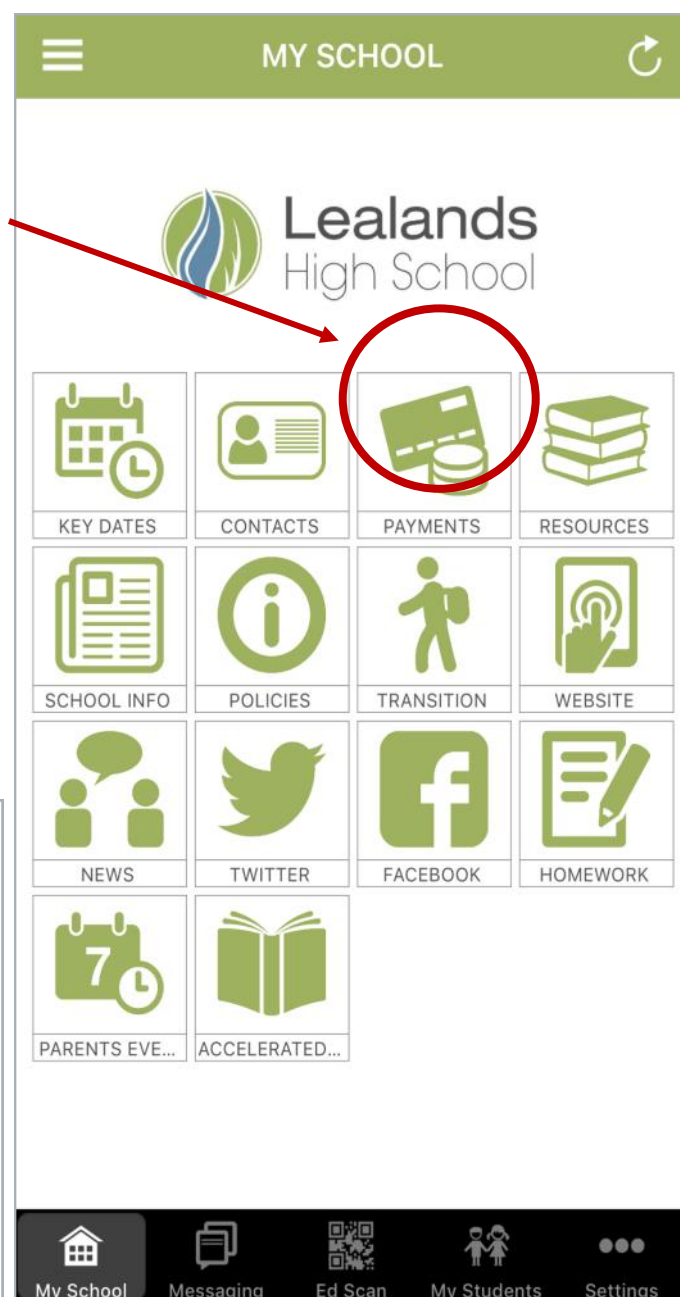 MY SCHOOL
Lealands
High School
KEY DATES CONTACTS PAYMENTS RESOURCES
SCHOOL INFO POLICIES TRANSITION WEBSITE
NEWS TWITTER FACEBOOK HOMEWORK
7
PARENTS EVE... ACCELERATED...
My School Messaging Ed Scan My Students Settings